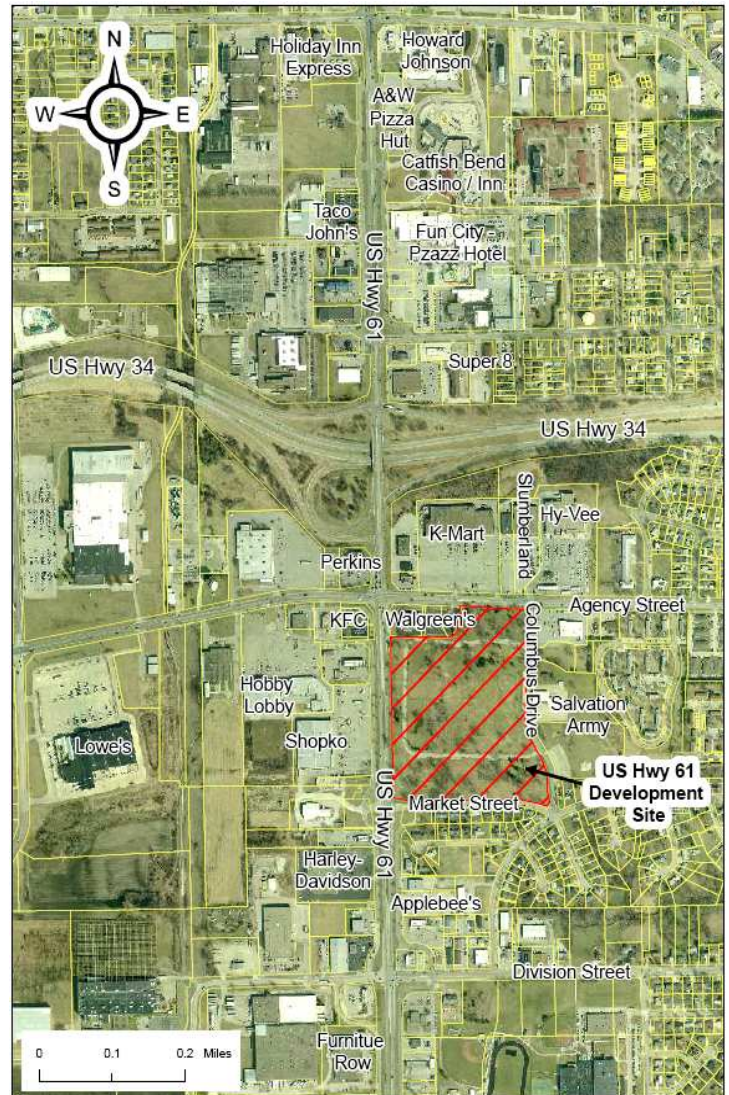 N
W
E
S
Holiday Inn
Express
Howard
Johnson
A&W
Pizza
Hut
Catfish Bend
Casino / Inn
Taco
John's
Fun City -
Pzazz Hotel
US Hwy 61
Super 8
US Hwy 34
US Hwy 34
Slumberland
Hy-Vee
K-Mart
Perkins
Agency Street
KFC
Walgreen's
Columbus Drive
Hobby
Lobby
Salvation
Army
Lowe's
Shopko
US Hwy 61
Development
Site
US Hwy 61
Market Street
Harley-
Davidson
Applebee's
Division Street
Furnitue
Row
0 0.1 0.2 Miles